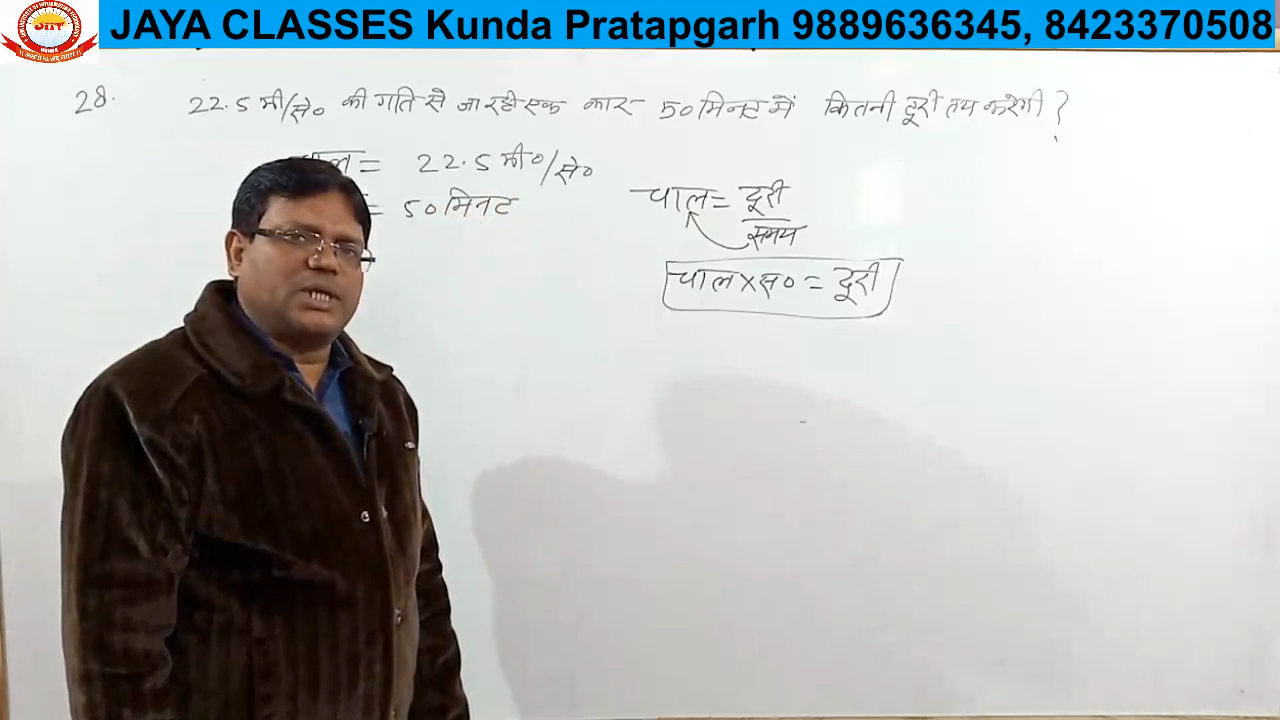 JAYA CLASSES Kunda Pratapgarh 9889636345, 8423370508
28. 22.5 मी/से० की गति से जा रही एक कार 50 मिनट में कितनी दूरी तय करेगी ?
चाल = 22.5 मी०/से०
= 50 मिनट
चाल = दूरी
समय
चाल × स० = दूरी